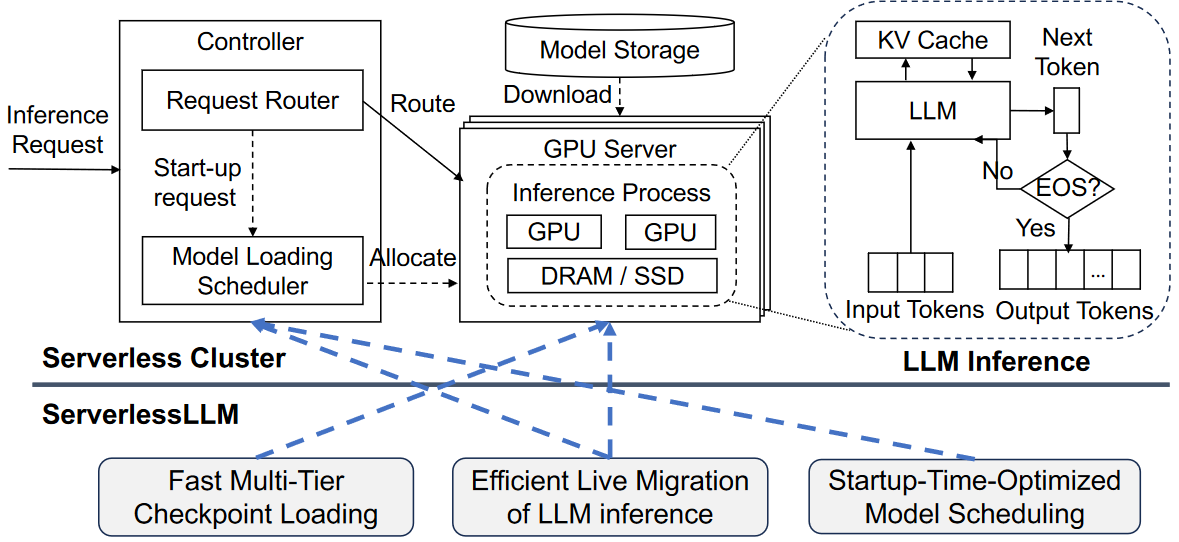 Controller
Request Router
Inference
Request
Start-up
request
Model Loading
Scheduler
Route
Allocate
Model Storage
Download
GPU Server
Inference Process
GPU
GPU
DRAM / SSD
KV Cache
Next
Token
LLM
No
EOS?
Yes
...
Input Tokens
Output Tokens
Serverless Cluster
LLM Inference
ServerlessLLM
Fast Multi-Tier
Checkpoint Loading
Efficient Live Migration
of LLM inference
Startup-Time-Optimized
Model Scheduling